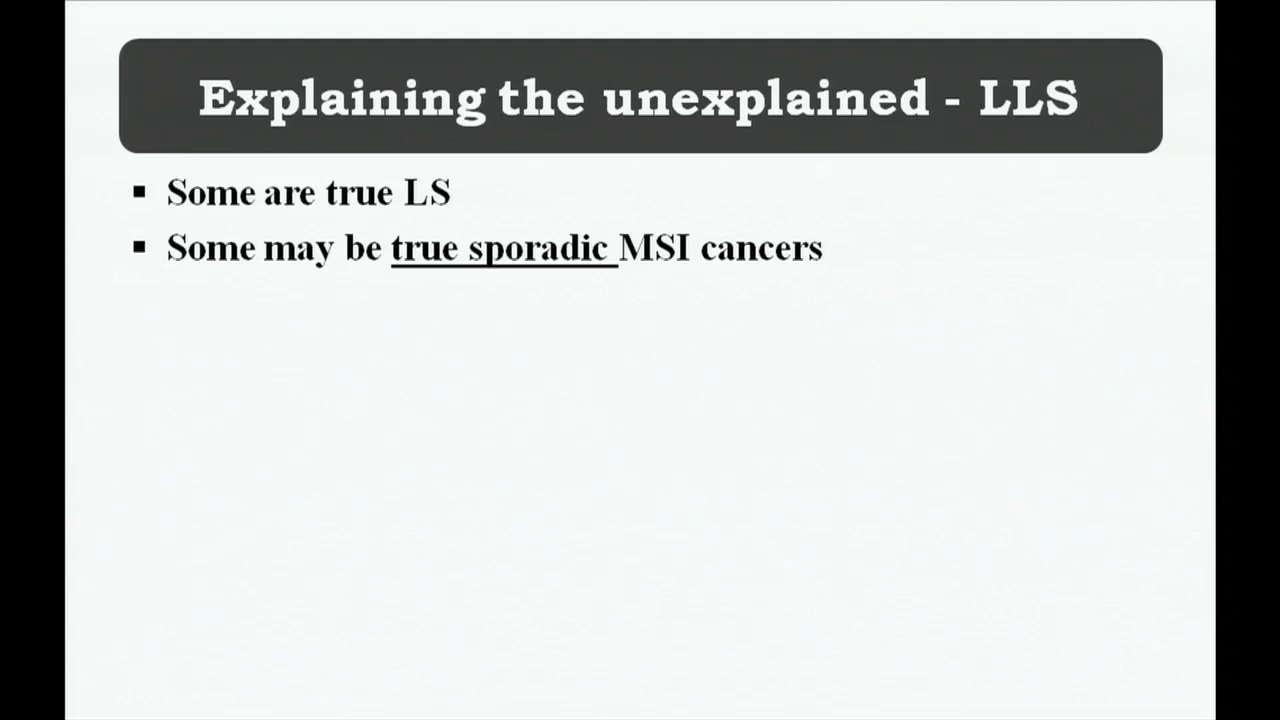 Explaining the unexplained - LLS
▪ Some are true LS
▪ Some may be true sporadic MSI cancers